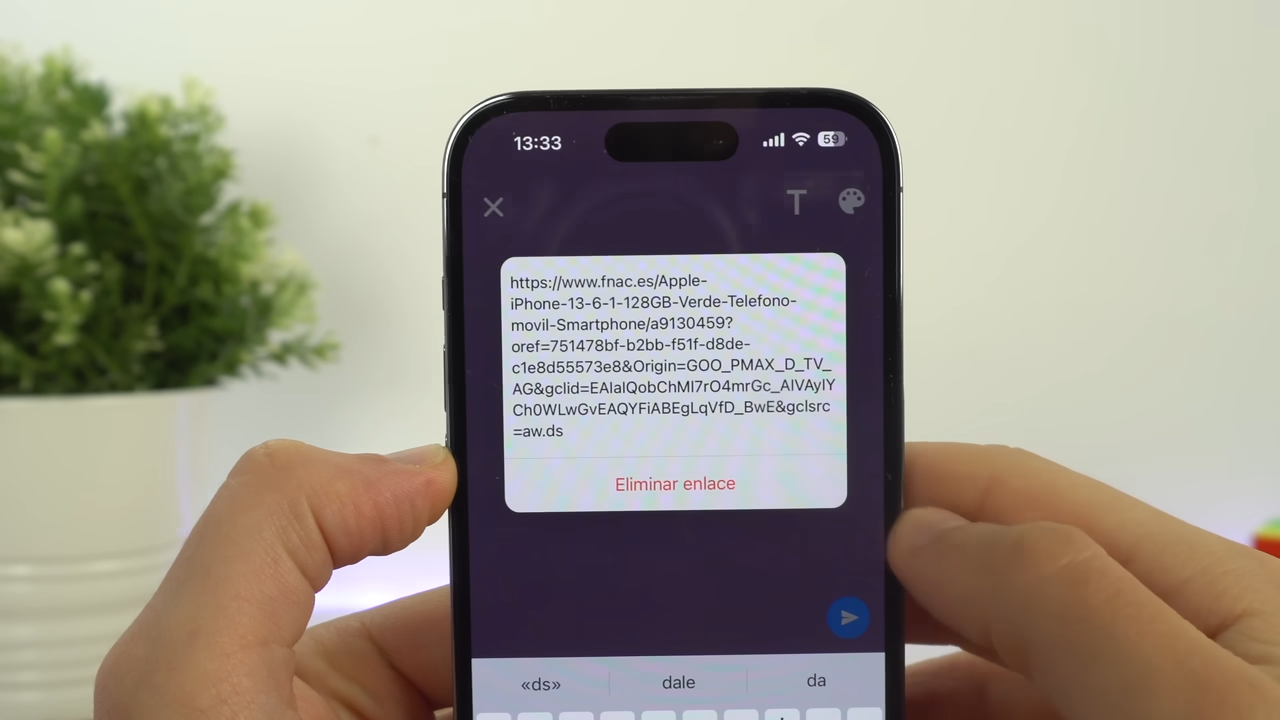 13:33
59
T
https://www.fnac.es/Apple-
iPhone-13-6-1-128GB-Verde-Telefono-
movil-Smartphone/a9130459?
oref=751478bf-b2bb-f51f-d8de-
c1e8d55573e8&Origin=GOO_PMAX_D_TV_
AG&gclid=EAIaIQobChMI7rO4mrGc_AIVAyIY
Ch0WLwGvEAQYFiABEgLqVfD_BwE&gclsrc
=aw.ds
Eliminar enlace
«ds» dale da